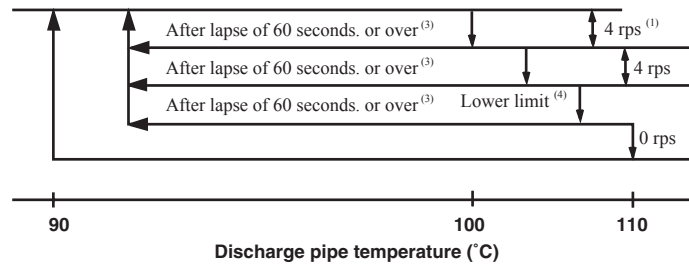 After lapse of 60 seconds. or over (3) 4 rps (1)
After lapse of 60 seconds. or over (3) 4 rps
After lapse of 60 seconds. or over (3) Lower limit (4)
0 rps
90 100 110
Discharge pipe temperature (˚C)